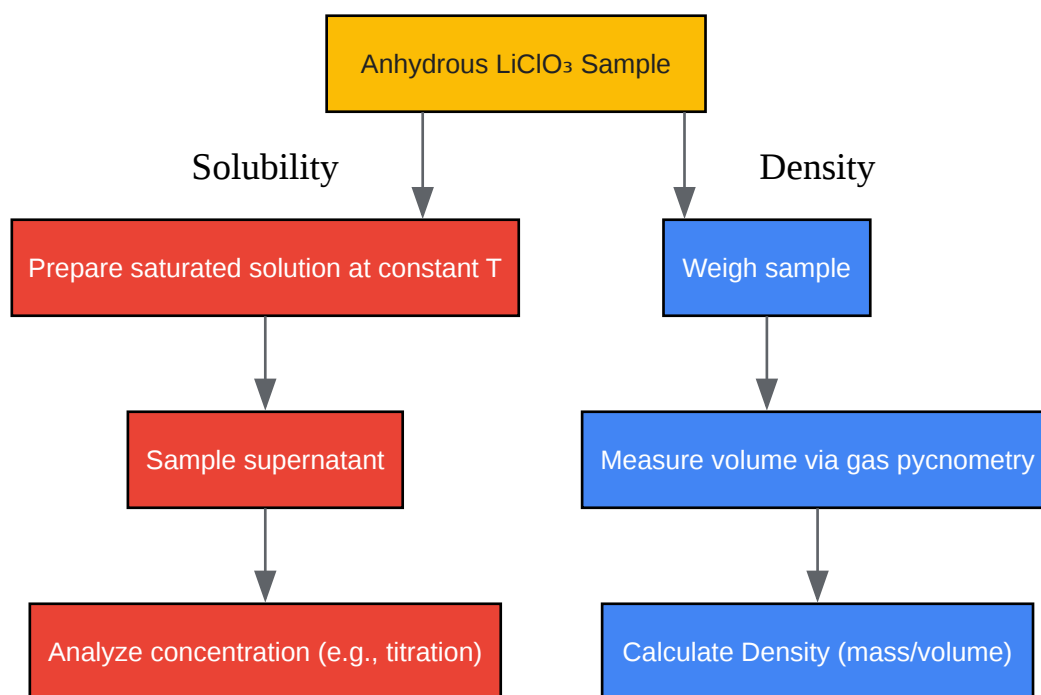 Anhydrous LiClO₃ Sample
Solubility
Density
Prepare saturated solution at constant T
Weigh sample
Sample supernatant
Measure volume via gas pycnometry
Analyze concentration (e.g., titration)
Calculate Density (mass/volume)